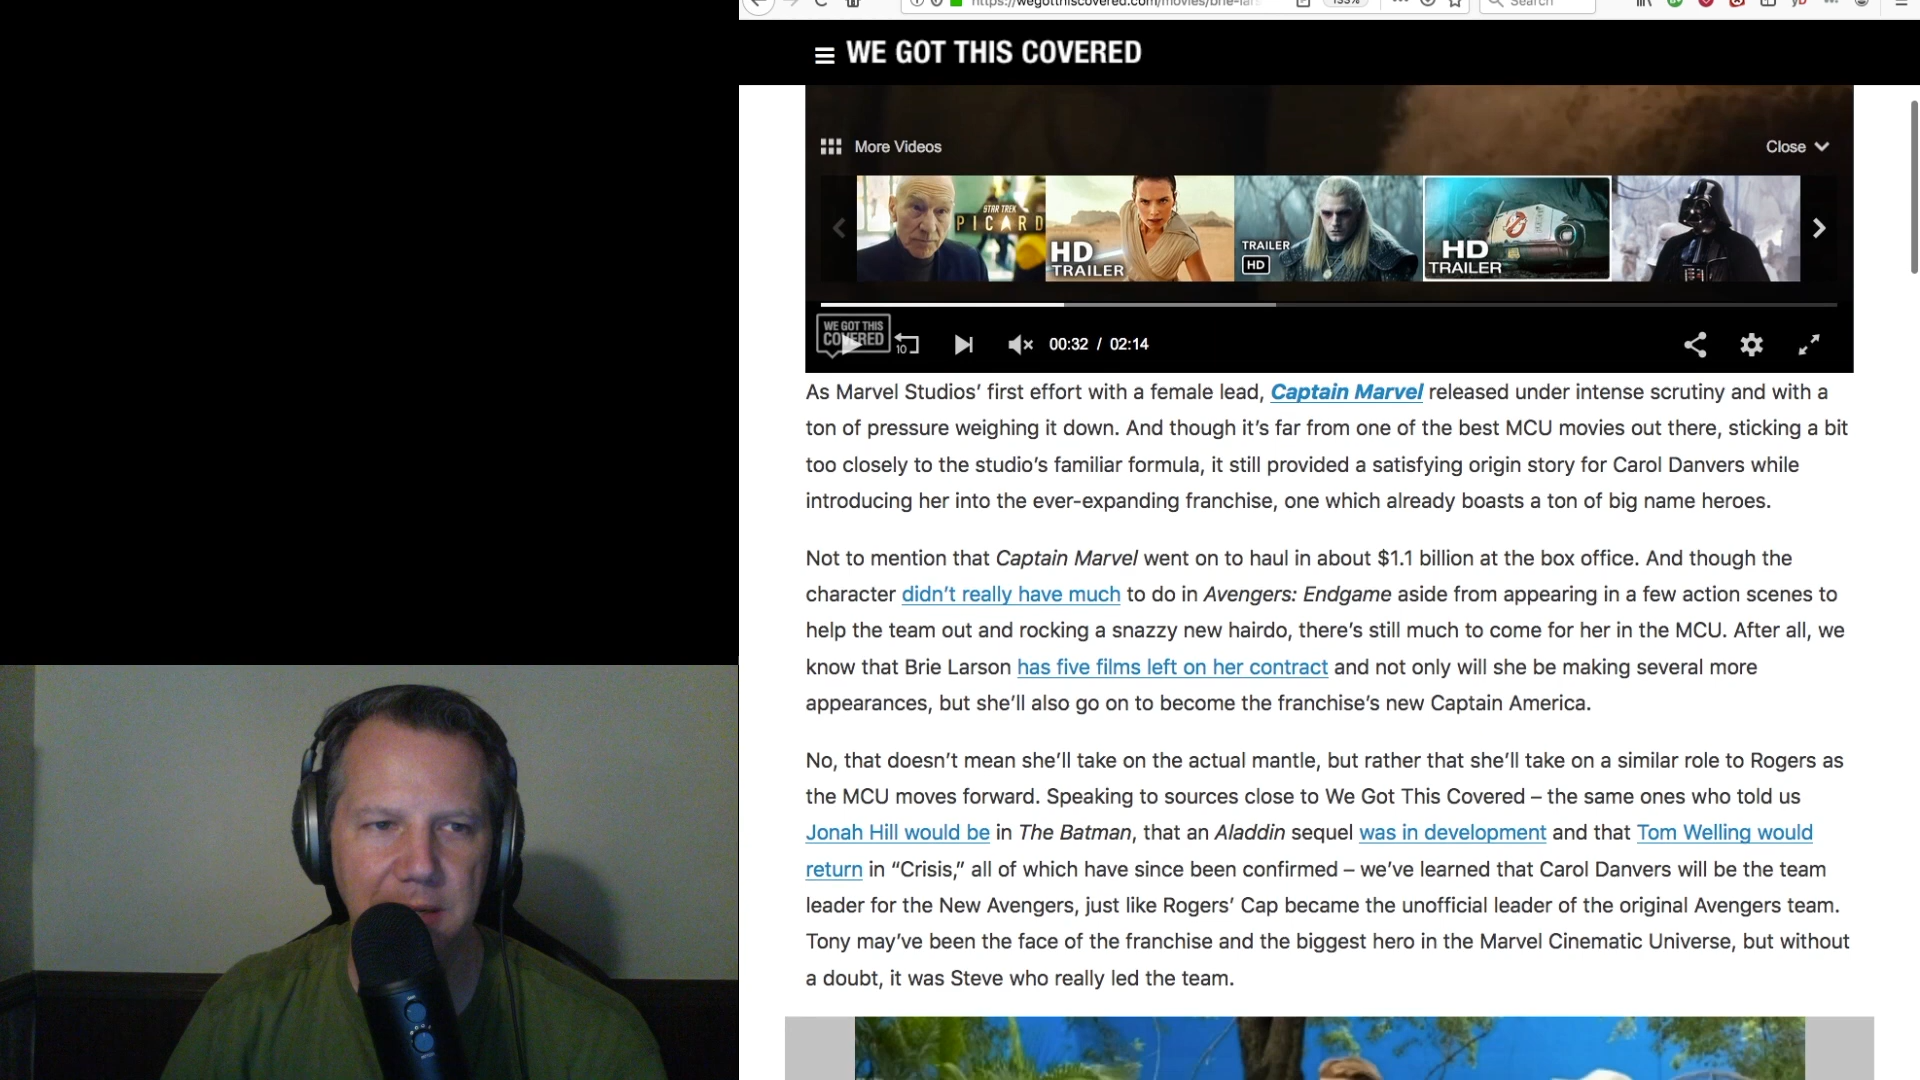 https://wegotthiscovered.com/movies/brie-lar
133%
Search
WE GOT THIS COVERED
More Videos
Close
STAR TREK
PICARD
HD
TRAILER
TRAILER
HD
HD
TRAILER
WE GOT THIS
COVERED
10
00:32 / 02:14
As Marvel Studios’ first effort with a female lead, Captain Marvel released under intense scrutiny and with a
ton of pressure weighing it down. And though it’s far from one of the best MCU movies out there, sticking a bit
too closely to the studio’s familiar formula, it still provided a satisfying origin story for Carol Danvers while
introducing her into the ever-expanding franchise, one which already boasts a ton of big name heroes.
Not to mention that Captain Marvel went on to haul in about $1.1 billion at the box office. And though the
character didn’t really have much to do in Avengers: Endgame aside from appearing in a few action scenes to
help the team out and rocking a snazzy new hairdo, there’s still much to come for her in the MCU. After all, we
know that Brie Larson has five films left on her contract and not only will she be making several more
appearances, but she’ll also go on to become the franchise’s new Captain America.
No, that doesn’t mean she’ll take on the actual mantle, but rather that she’ll take on a similar role to Rogers as
the MCU moves forward. Speaking to sources close to We Got This Covered – the same ones who told us
Jonah Hill would be in The Batman, that an Aladdin sequel was in development and that Tom Welling would
return in “Crisis,” all of which have since been confirmed – we’ve learned that Carol Danvers will be the team
leader for the New Avengers, just like Rogers’ Cap became the unofficial leader of the original Avengers team.
Tony may’ve been the face of the franchise and the biggest hero in the Marvel Cinematic Universe, but without
a doubt, it was Steve who really led the team.